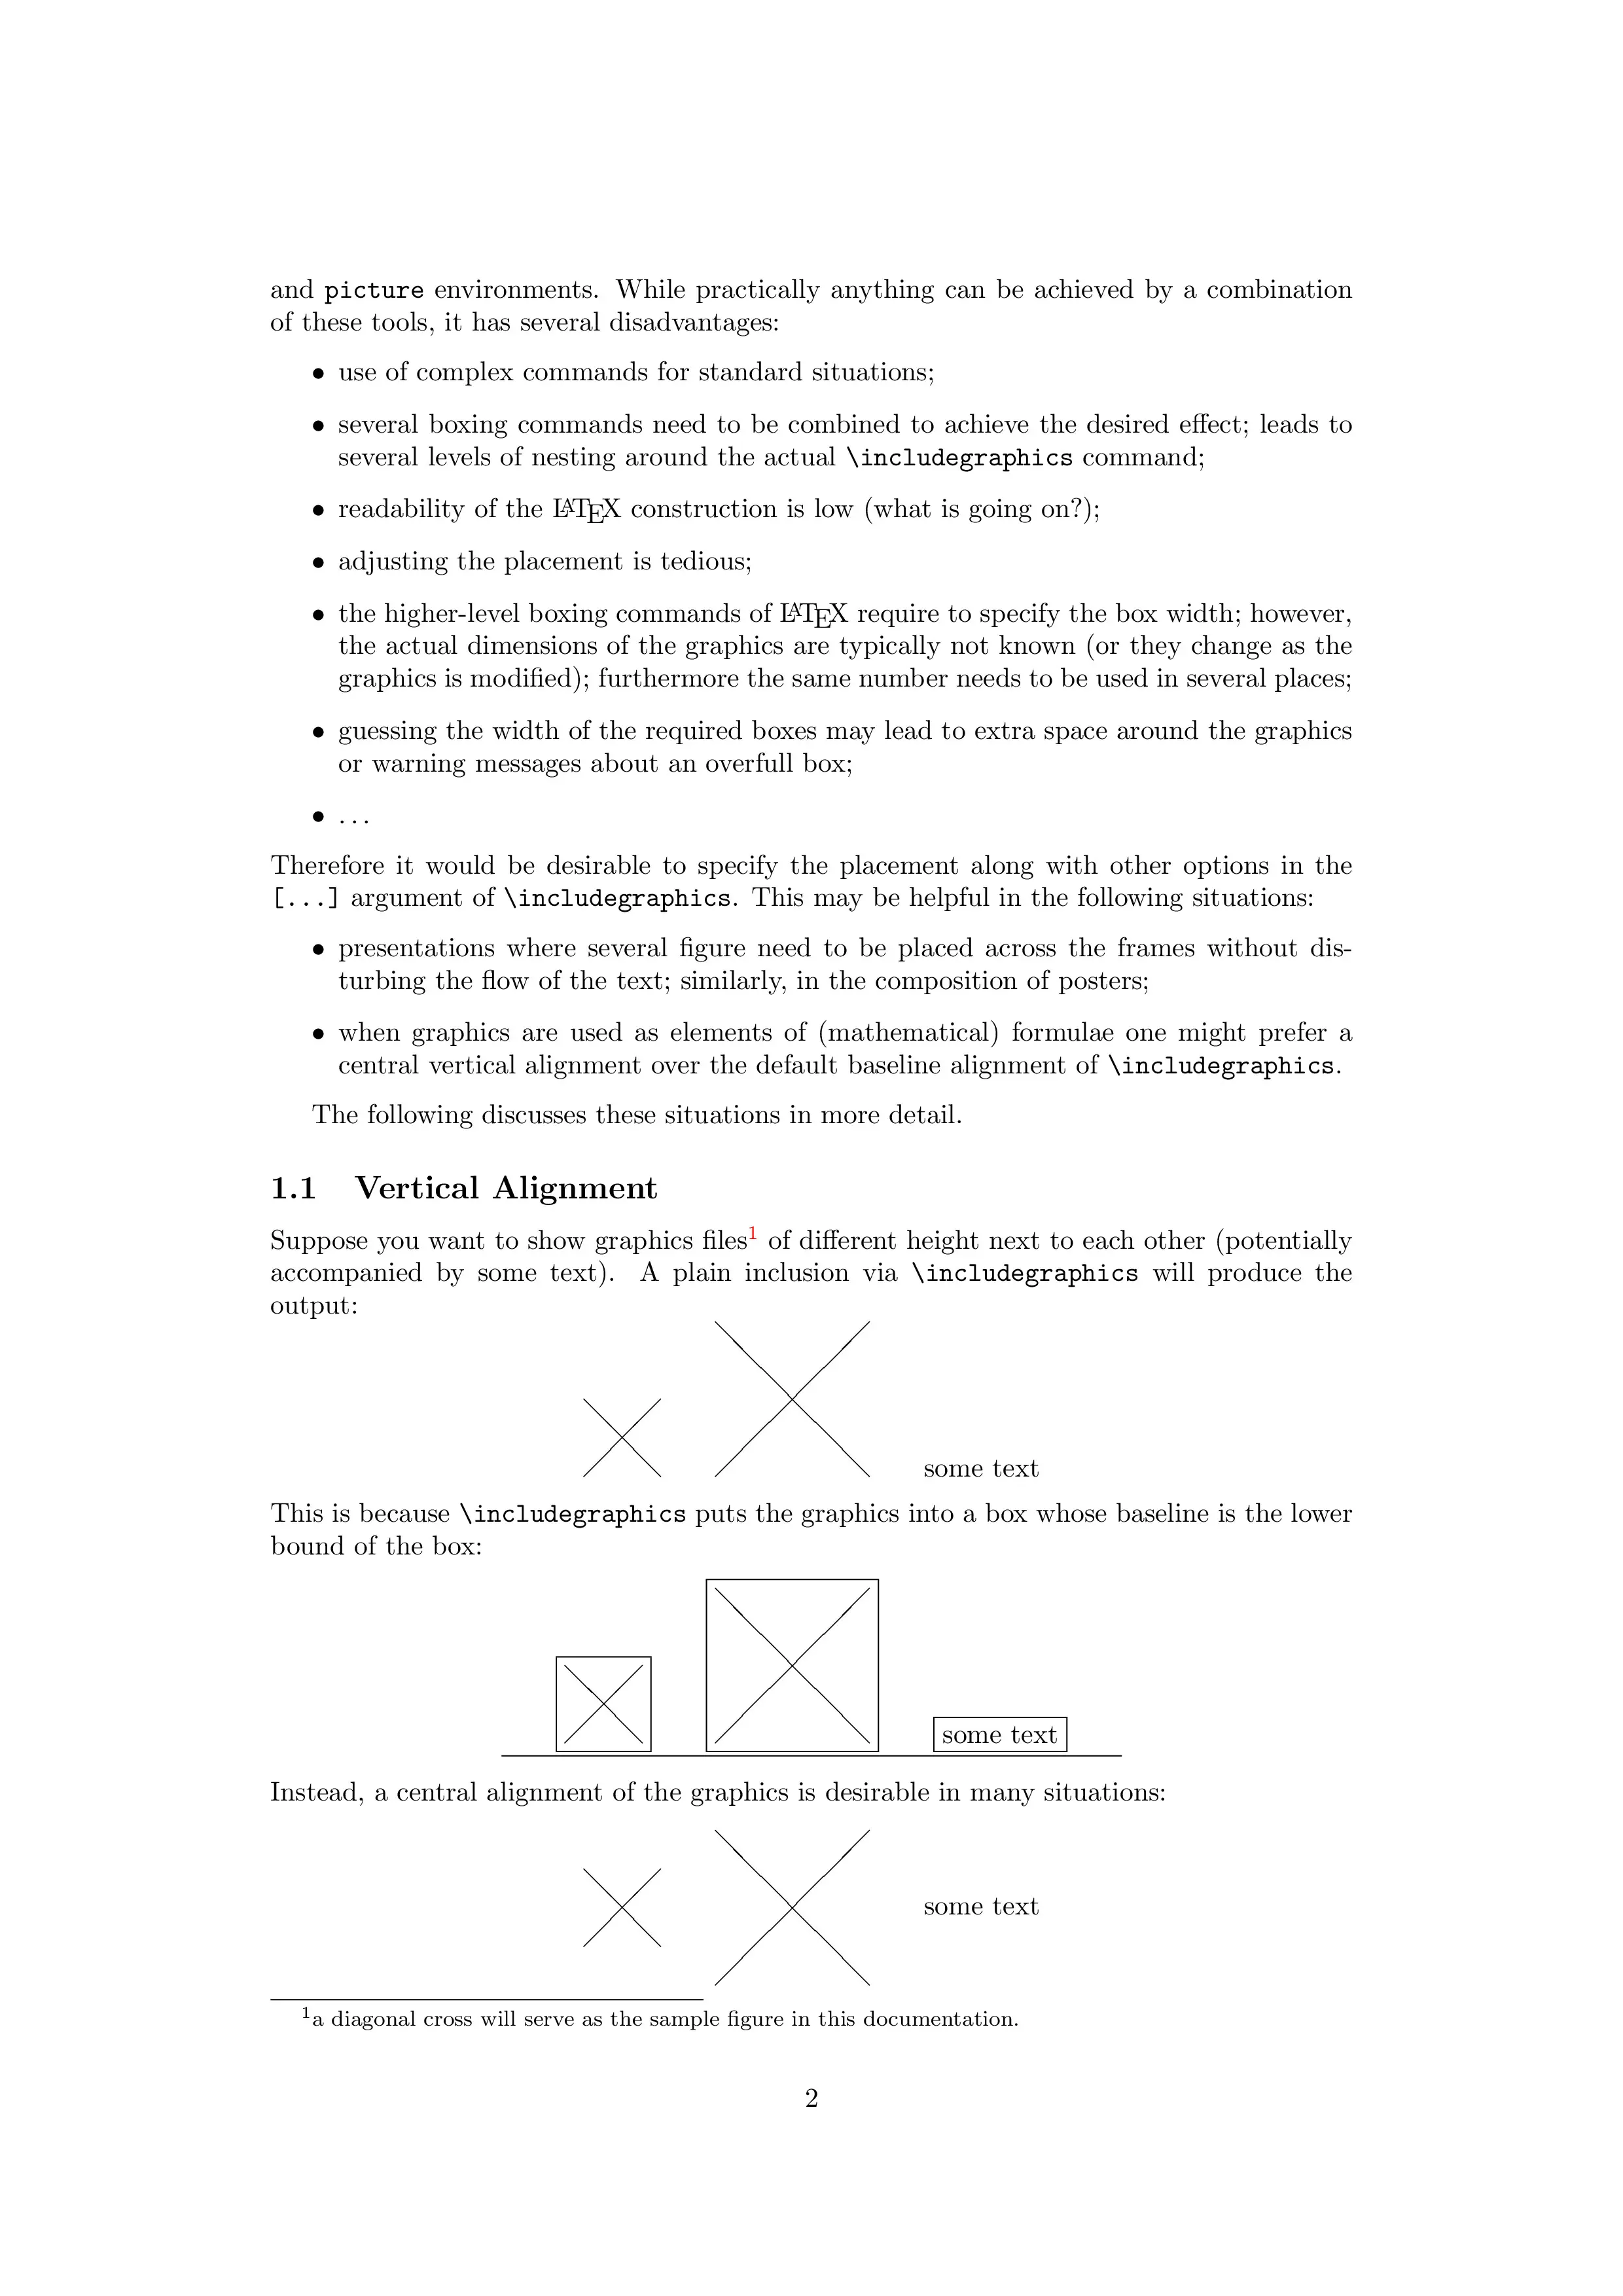 and picture environments. While practically anything can be achieved by a combination
of these tools, it has several disadvantages:
• use of complex commands for standard situations;
• several boxing commands need to be combined to achieve the desired effect; leads to
several levels of nesting around the actual \includegraphics command;
• readability of the LATEX construction is low (what is going on?);
• adjusting the placement is tedious;
• the higher-level boxing commands of LATEX require to specify the box width; however,
the actual dimensions of the graphics are typically not known (or they change as the
graphics is modified); furthermore the same number needs to be used in several places;
• guessing the width of the required boxes may lead to extra space around the graphics
or warning messages about an overfull box;
• ...
Therefore it would be desirable to specify the placement along with other options in the
[...] argument of \includegraphics. This may be helpful in the following situations:
• presentations where several figure need to be placed across the frames without dis-
turbing the flow of the text; similarly, in the composition of posters;
• when graphics are used as elements of (mathematical) formulae one might prefer a
central vertical alignment over the default baseline alignment of \includegraphics.
The following discusses these situations in more detail.
1.1 Vertical Alignment
Suppose you want to show graphics files1 of different height next to each other (potentially
accompanied by some text). A plain inclusion via \includegraphics will produce the
output:
some text
This is because \includegraphics puts the graphics into a box whose baseline is the lower
bound of the box:
some text
Instead, a central alignment of the graphics is desirable in many situations:
some text
1a diagonal cross will serve as the sample figure in this documentation.
2